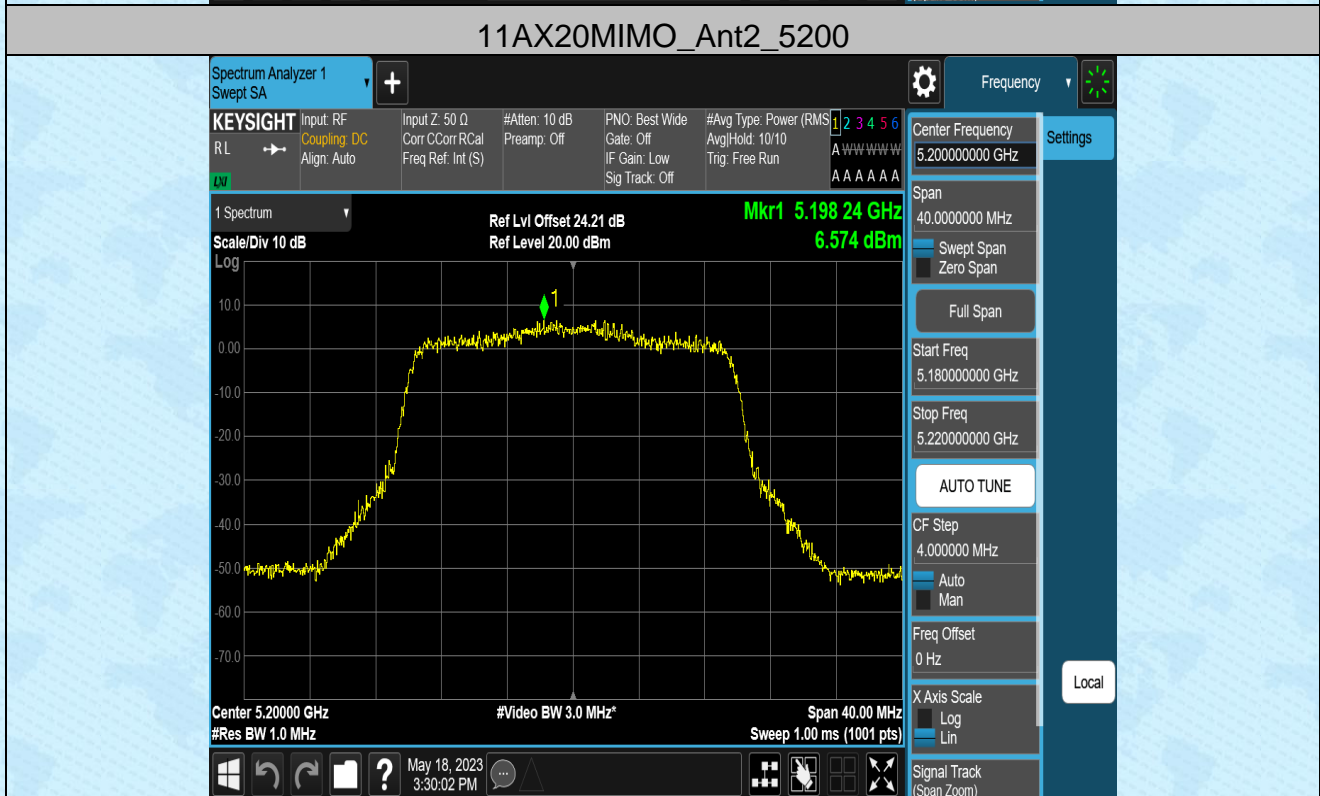 11AX20MIMO_Ant2_5200
Spectrum Analyzer 1
Swept SA
+
Frequency
KEYSIGHT
RL
LXI
Input: RF
Coupling: DC
Align: Auto
Input Z: 50 Ω
Corr CCorr RCal
Freq Ref: Int (S)
#Atten: 10 dB
Preamp: Off
PNO: Best Wide
Gate: Off
IF Gain: Low
Sig Track: Off
#Avg Type: Power (RMS
Avg|Hold: 10/10
Trig: Free Run
1 2 3 4 5 6
A W W W W W
A A A A A A
Center Frequency
5.200000000 GHz
Settings
Span
40.0000000 MHz
Swept Span
Zero Span
Full Span
Start Freq
5.180000000 GHz
Stop Freq
5.220000000 GHz
AUTO TUNE
CF Step
4.000000 MHz
Auto
Man
Freq Offset
0 Hz
X Axis Scale
Log
Lin
Signal Track
(Span Zoom)
Local
1 Spectrum
Scale/Div 10 dB
Log
Ref Lvl Offset 24.21 dB
Ref Level 20.00 dBm
Mkr1 5.198 24 GHz
6.574 dBm
1
10.0
0.00
-10.0
-20.0
-30.0
-40.0
-50.0
-60.0
-70.0
Center 5.20000 GHz
#Res BW 1.0 MHz
#Video BW 3.0 MHz*
Span 40.00 MHz
Sweep 1.00 ms (1001 pts)
?
May 18, 2023
3:30:02 PM